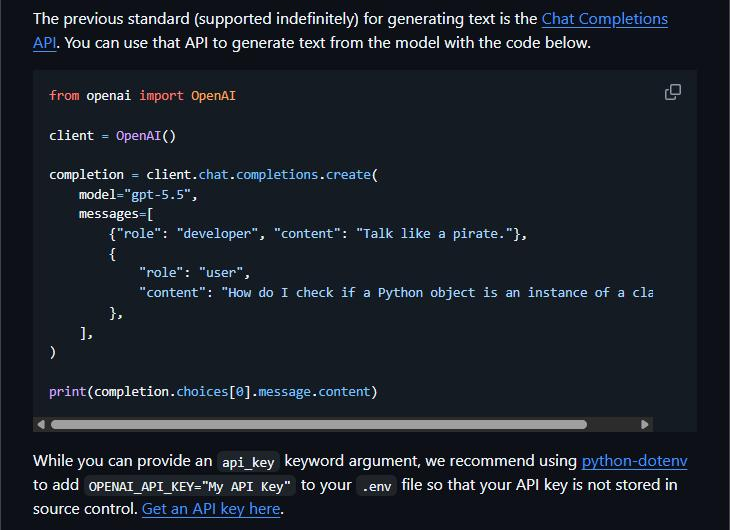 The previous standard (supported indefinitely) for generating text is the Chat Completions
API. You can use that API to generate text from the model with the code below.
from openai import OpenAI
client = OpenAI()
completion = client.chat.completions.create(
    model="gpt-5.5",
    messages=[
        {"role": "developer", "content": "Talk like a pirate."},
        {
            "role": "user",
            "content": "How do I check if a Python object is an instance of a cla
        },
    ],
)
print(completion.choices[0].message.content)
While you can provide an api_key keyword argument, we recommend using python-dotenv
to add OPENAI_API_KEY="My API Key" to your .env file so that your API key is not stored in
source control. Get an API key here.